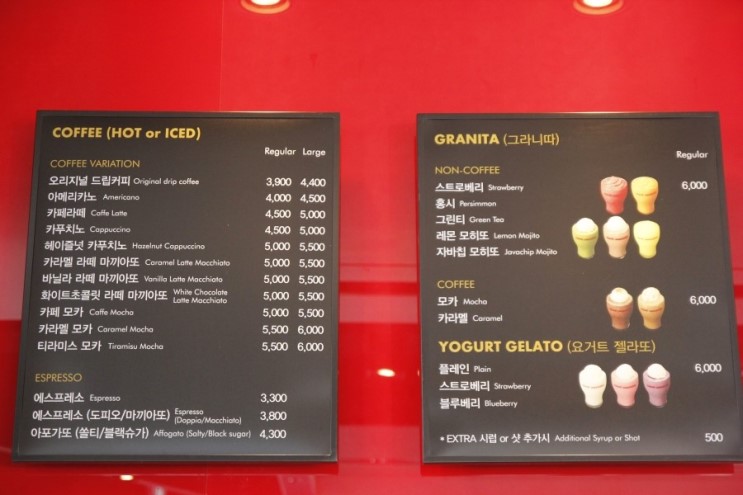 COFFEE (HOT or ICED)
Regular Large
COFFEE VARIATION
오리지널 드립커피 Original drip coffee 3,900 4,400
아메리카노 Americano 4,000 4,500
카페라떼 Caffe Latte 4,500 5,000
카푸치노 Cappuccino 4,500 5,000
헤이즐넛 카푸치노 Hazelnut Cappuccino 5,000 5,500
카라멜 라떼 마끼아또 Caramel Latte Macchiato 5,000 5,500
바닐라 라떼 마끼아또 Vanilla Latte Macchiato 5,000 5,500
화이트초콜릿 라떼 마끼아또 White Chocolate Latte Macchiato 5,000 5,500
카페 모카 Caffe Mocha 5,000 5,500
카라멜 모카 Caramel Mocha 5,500 6,000
티라미스 모카 Tiramisu Mocha 5,500 6,000
ESPRESSO
에스프레소 Espresso 3,300
에스프레소 (도피오/마끼아또) Espresso (Doppio/Macchiato) 3,800
아포가또 (쏠티/블랙슈가) Affogato (Salty/Black sugar) 4,300
GRANITA (그라니따)
Regular
NON-COFFEE
스트로베리 Strawberry 6,000
홍시 Persimmon
그린티 Green Tea
레몬 모히또 Lemon Mojito
자바칩 모히또 Javachip Mojito
COFFEE
모카 Mocha 6,000
카라멜 Caramel
YOGURT GELATO (요거트 젤라또)
플레인 Plain 6,000
스트로베리 Strawberry
블루베리 Blueberry
* EXTRA 시럽 or 샷 추가시 Additional Syrup or Shot 500